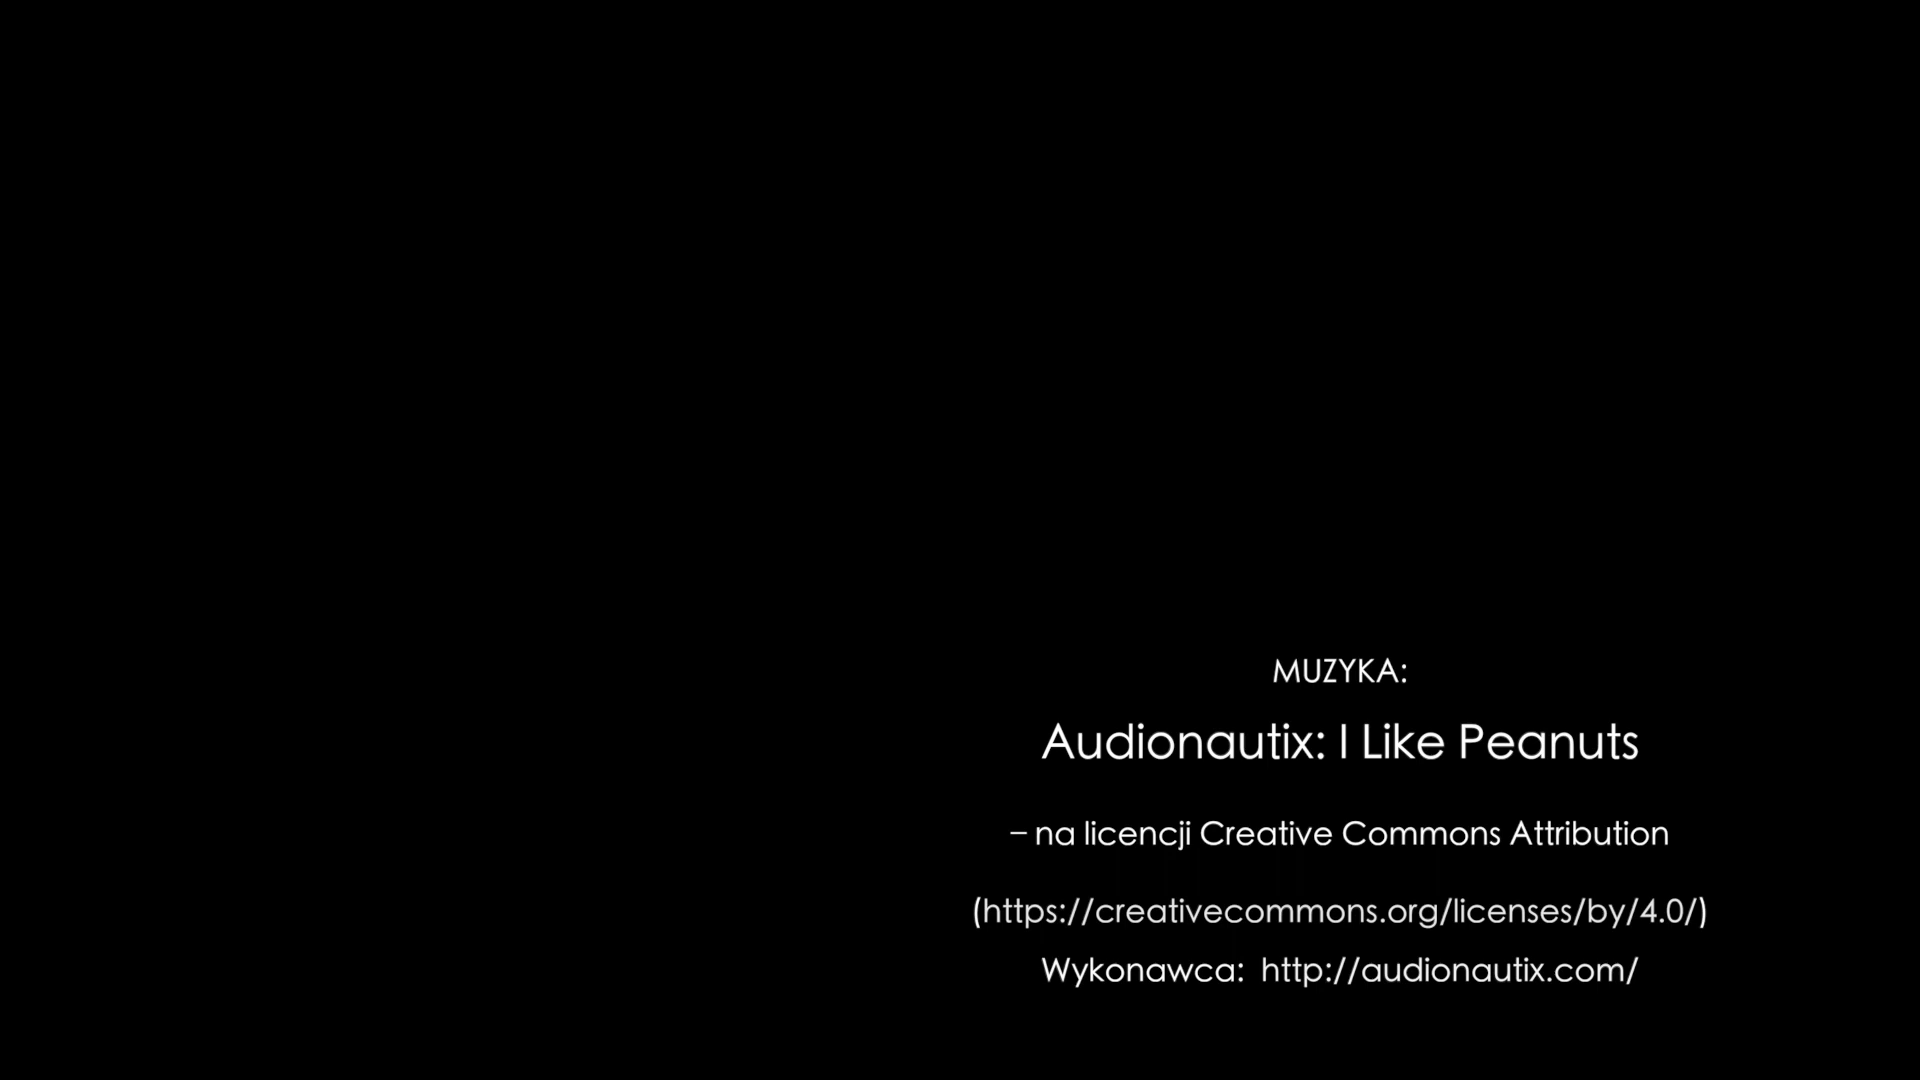 MUZYKA:
Audionautix: I Like Peanuts
– na licencji Creative Commons Attribution
(https://creativecommons.org/licenses/by/4.0/)
Wykonawca:  http://audionautix.com/